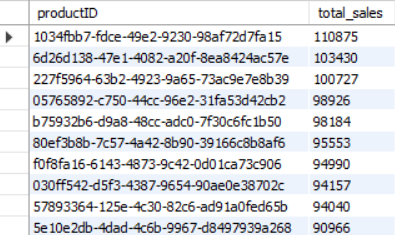 productID total_sales
1034fbb7-fdce-49e2-9230-98af72d7fa15 110875
6d26d138-47e1-4082-a20f-8ea8424ac57e 103430
227f5964-63b2-4923-9a65-73ac9e7e8b39 100727
05765892-c750-44cc-96e2-31fa53d42cb2 98926
b75932b6-d9a8-48cc-adc0-7f30c6fc1b50 98184
80ef3b8b-7c57-4a42-8b90-39166c8b8af6 95553
f0f8fa16-6143-4873-9c42-0d01ca73c906 94990
030ff542-d5f3-4387-9654-90ae0e38702c 94157
57893364-125e-4c30-82c6-ad91a0fed65b 94040
5e10e2db-4dad-4c6b-9967-d8497939a268 90966